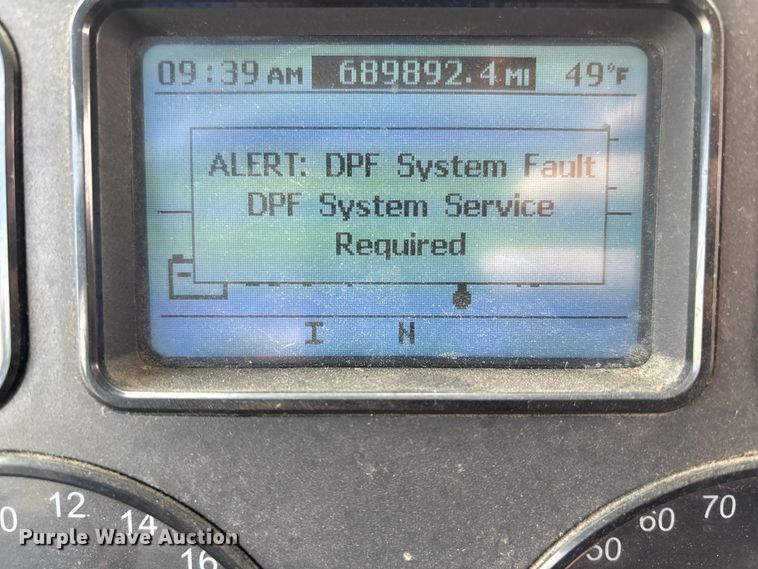 09:39 AM 689892.4 MI 49°F
ALERT: DPF System Fault
DPF System Service
Required
I N
0 12 14 16
50 60 70
Purple Wave Auction